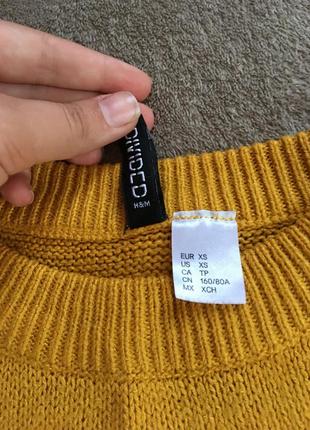 DIVIDED
H&M
EUR XS
US XS
CA TP
CN 160/80A
MX XCH